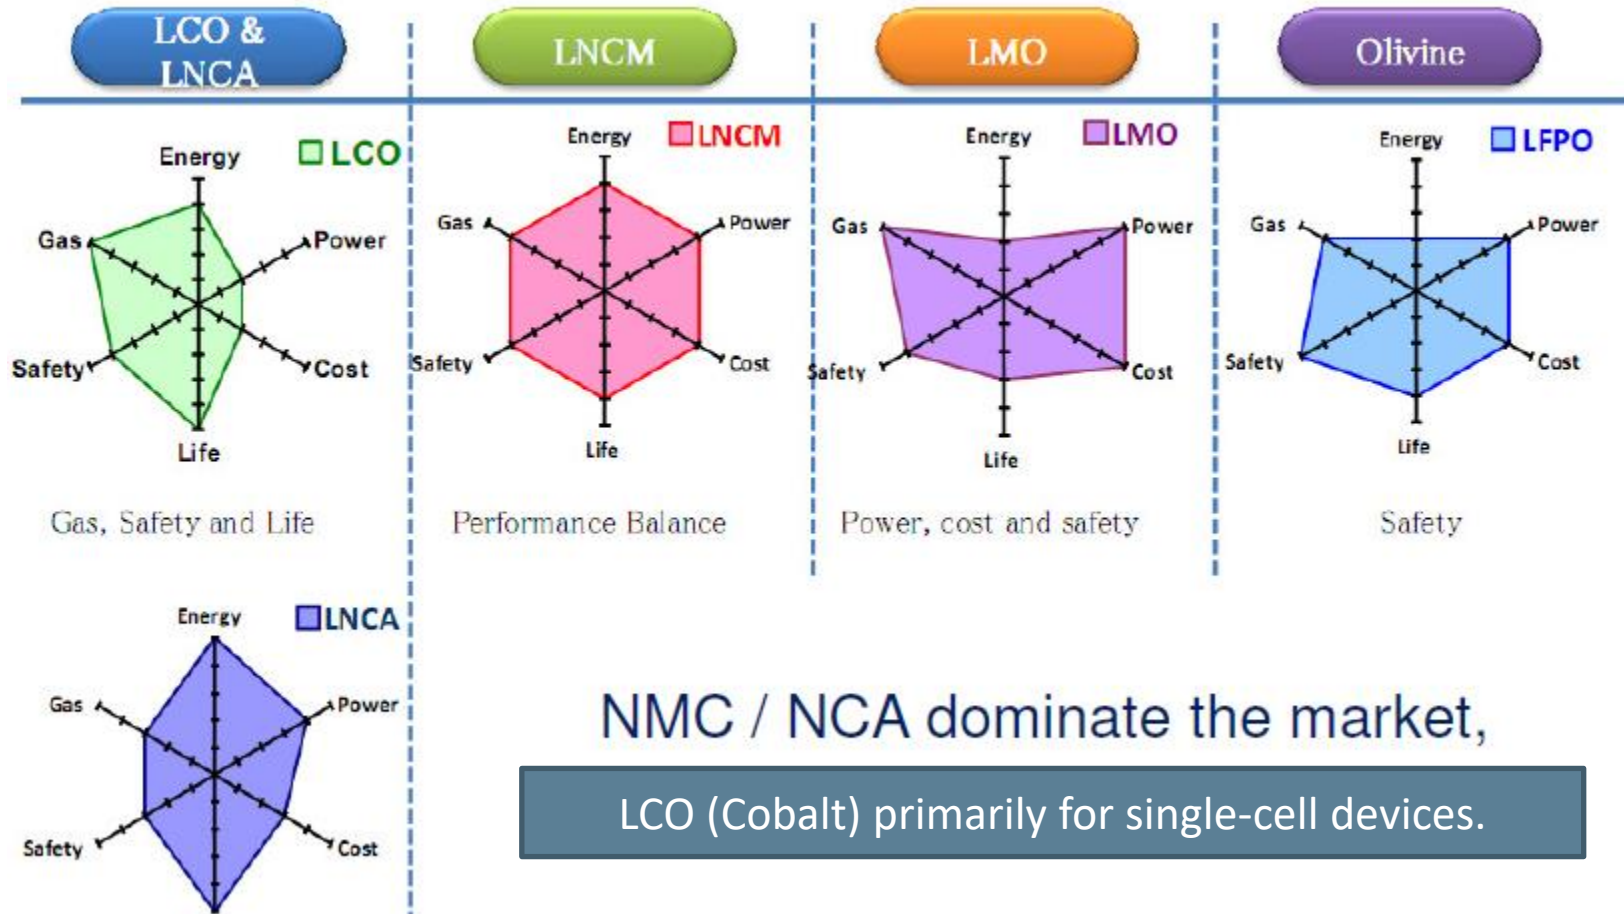 LCO &
LNCA
LNCM
LMO
Olivine
Energy
LCO
Gas
Power
Safety
Cost
Life
Gas, Safety and Life
Energy
LNCM
Gas
Power
Safety
Cost
Life
Performance Balance
Energy
LMO
Gas
Power
Safety
Cost
Life
Power, cost and safety
Energy
LFPO
Gas
Power
Safety
Cost
Life
Safety
Energy
LNCA
Gas
Power
Safety
Cost
NMC / NCA dominate the market,
LCO (Cobalt) primarily for single-cell devices.